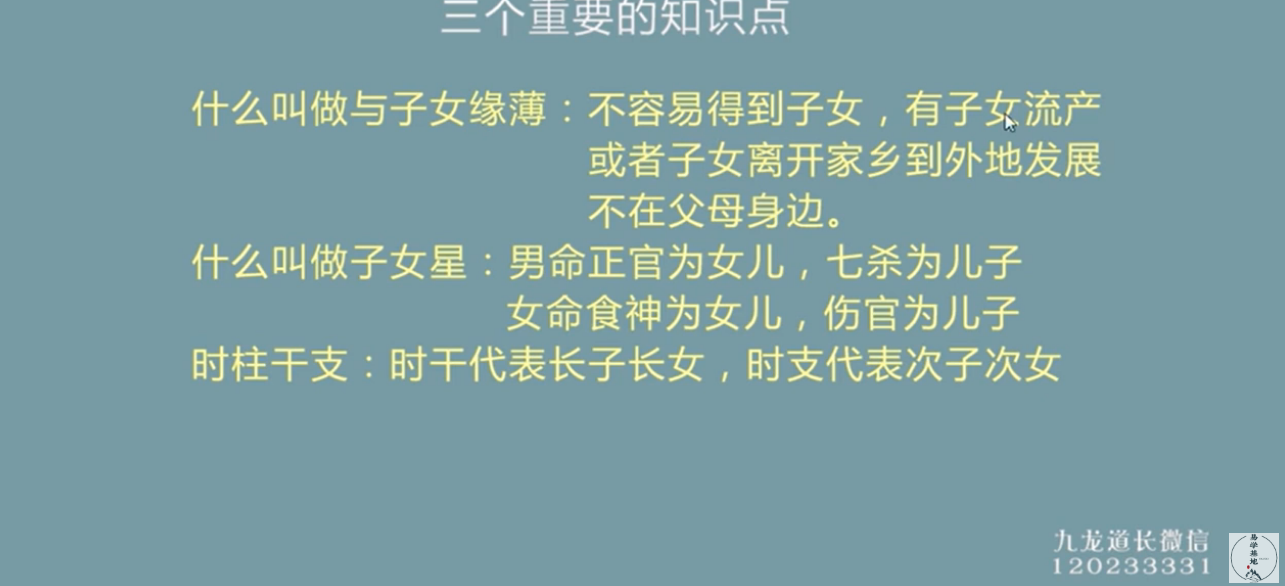 三个重要的知识点
什么叫做与子女缘薄：不容易得到子女，有子女流产
或者子女离开家乡到外地发展
不在父母身边。
什么叫做子女星：男命正官为女儿，七杀为儿子
女命食神为女儿，伤官为儿子
时柱干支：时干代表长子长女，时支代表次子次女
九龙道长微信
120233331
易学基地